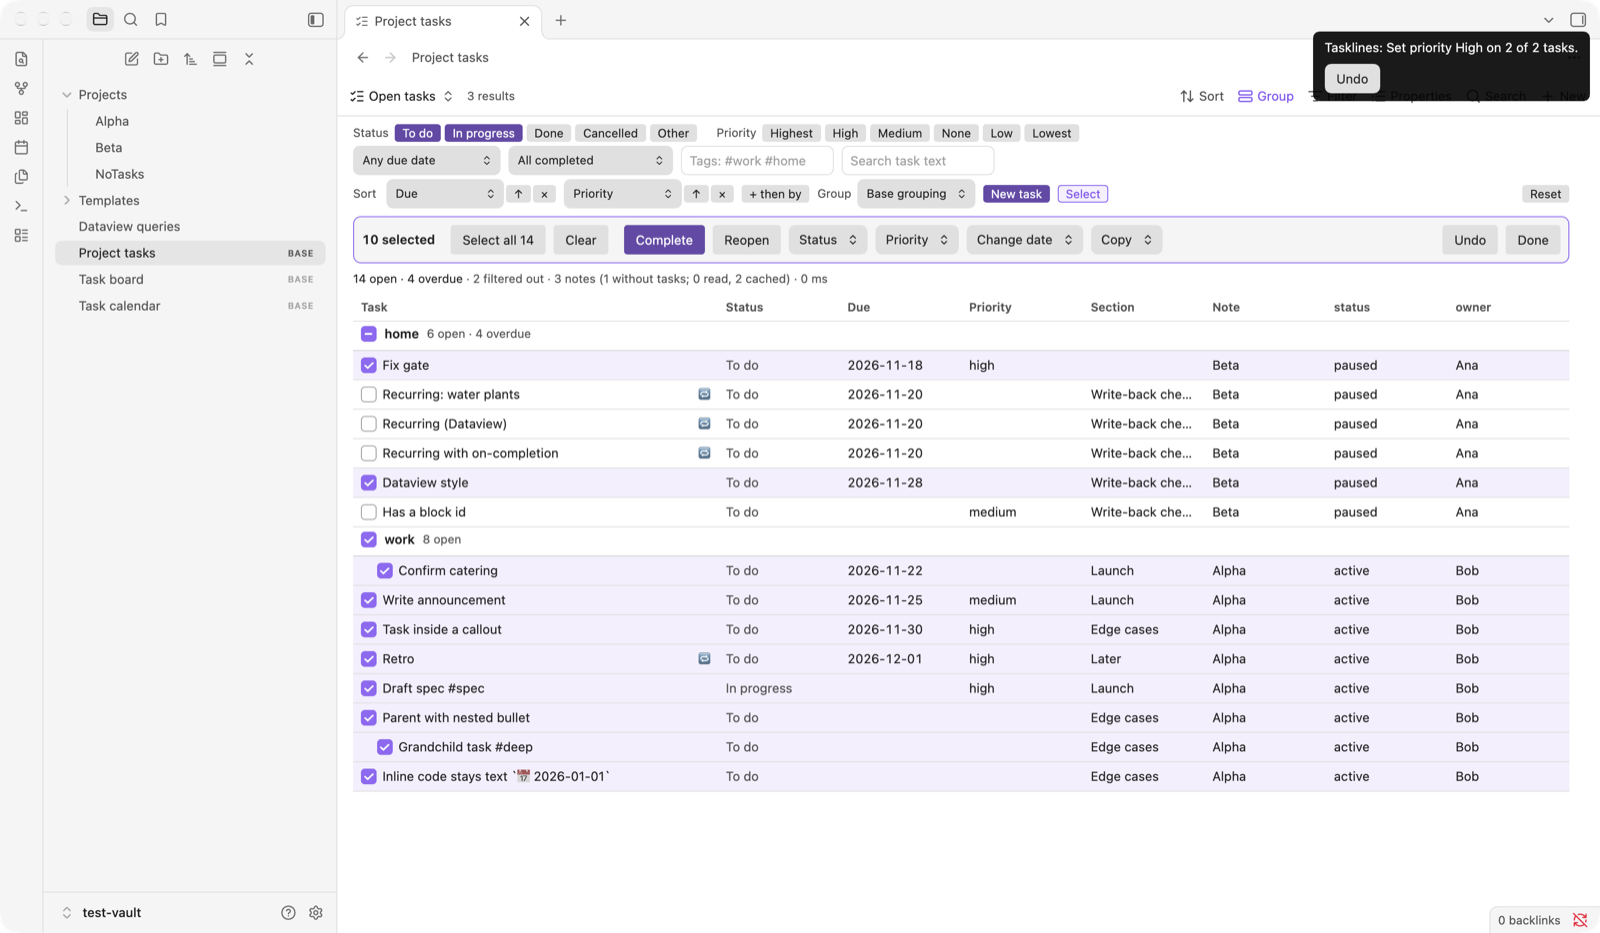 Project tasks
Projects
Alpha
Beta
NoTasks
Templates
Dataview queries
Project tasks BASE
Task board BASE
Task calendar BASE
test-vault
Project tasks
Tasklines: Set priority High on 2 of 2 tasks.
Undo
Open tasks 3 results Sort Group Filter Properties Search New
Status To do In progress Done Cancelled Other Priority Highest High Medium None Low Lowest
Any due date All completed Tags: #work #home Search task text
Sort Due ↑ × Priority ↑ × + then by Group Base grouping New task Select Reset
10 selected Select all 14 Clear Complete Reopen Status Priority Change date Copy Undo Done
14 open · 4 overdue · 2 filtered out · 3 notes (1 without tasks; 0 read, 2 cached) · 0 ms
Task Status Due Priority Section Note status owner
home 6 open · 4 overdue
Fix gate To do 2026-11-18 high Beta paused Ana
Recurring: water plants To do 2026-11-20 Write-back che... Beta paused Ana
Recurring (Dataview) To do 2026-11-20 Write-back che... Beta paused Ana
Recurring with on-completion To do 2026-11-20 Write-back che... Beta paused Ana
Dataview style To do 2026-11-28 Write-back che... Beta paused Ana
Has a block id To do medium Write-back che... Beta paused Ana
work 8 open
Confirm catering To do 2026-11-22 Launch Alpha active Bob
Write announcement To do 2026-11-25 medium Launch Alpha active Bob
Task inside a callout To do 2026-11-30 high Edge cases Alpha active Bob
Retro To do 2026-12-01 high Later Alpha active Bob
Draft spec #spec In progress high Launch Alpha active Bob
Parent with nested bullet To do Edge cases Alpha active Bob
Grandchild task #deep To do Edge cases Alpha active Bob
Inline code stays text `📅 2026-01-01` To do Edge cases Alpha active Bob
0 backlinks